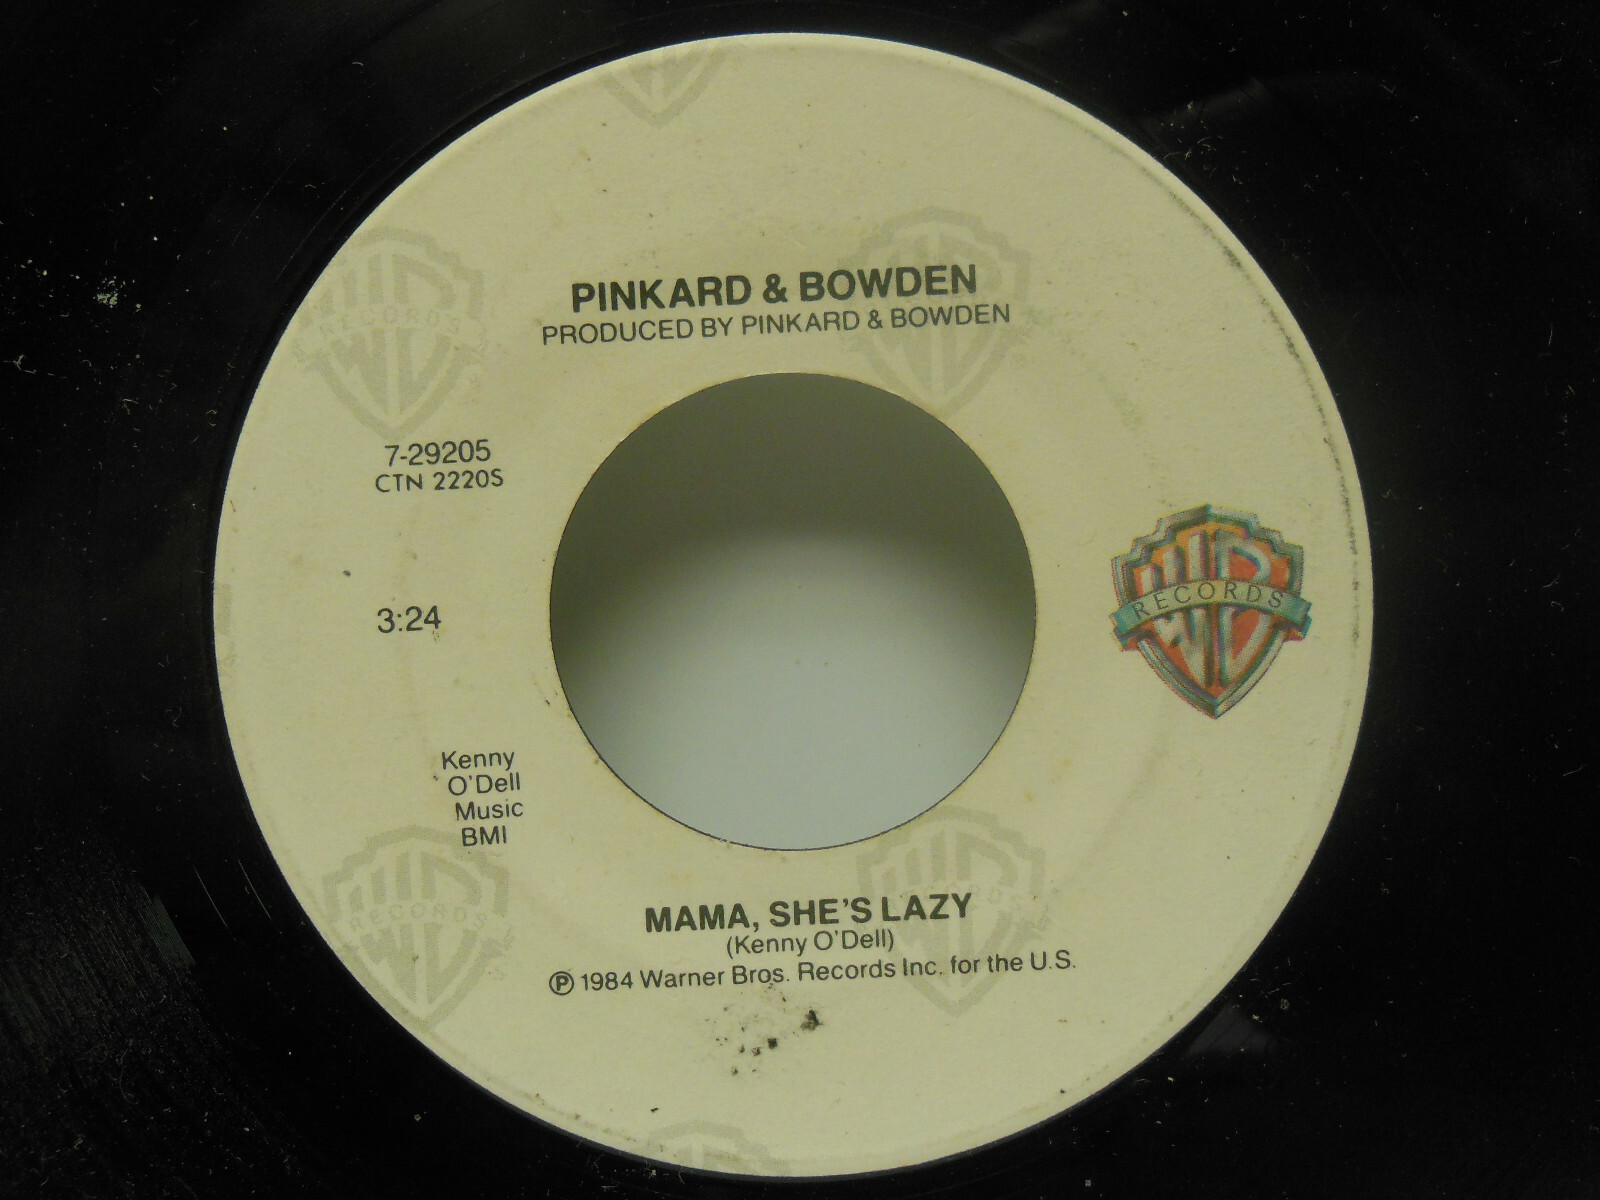 PINKARD & BOWDEN
PRODUCED BY PINKARD & BOWDEN
7-29205
CTN 2220S
3:24
RECORDS
Kenny
O'Dell
Music
BMI
MAMA, SHE'S LAZY
(Kenny O'Dell)
Ⓟ 1984 Warner Bros. Records Inc. for the U.S.